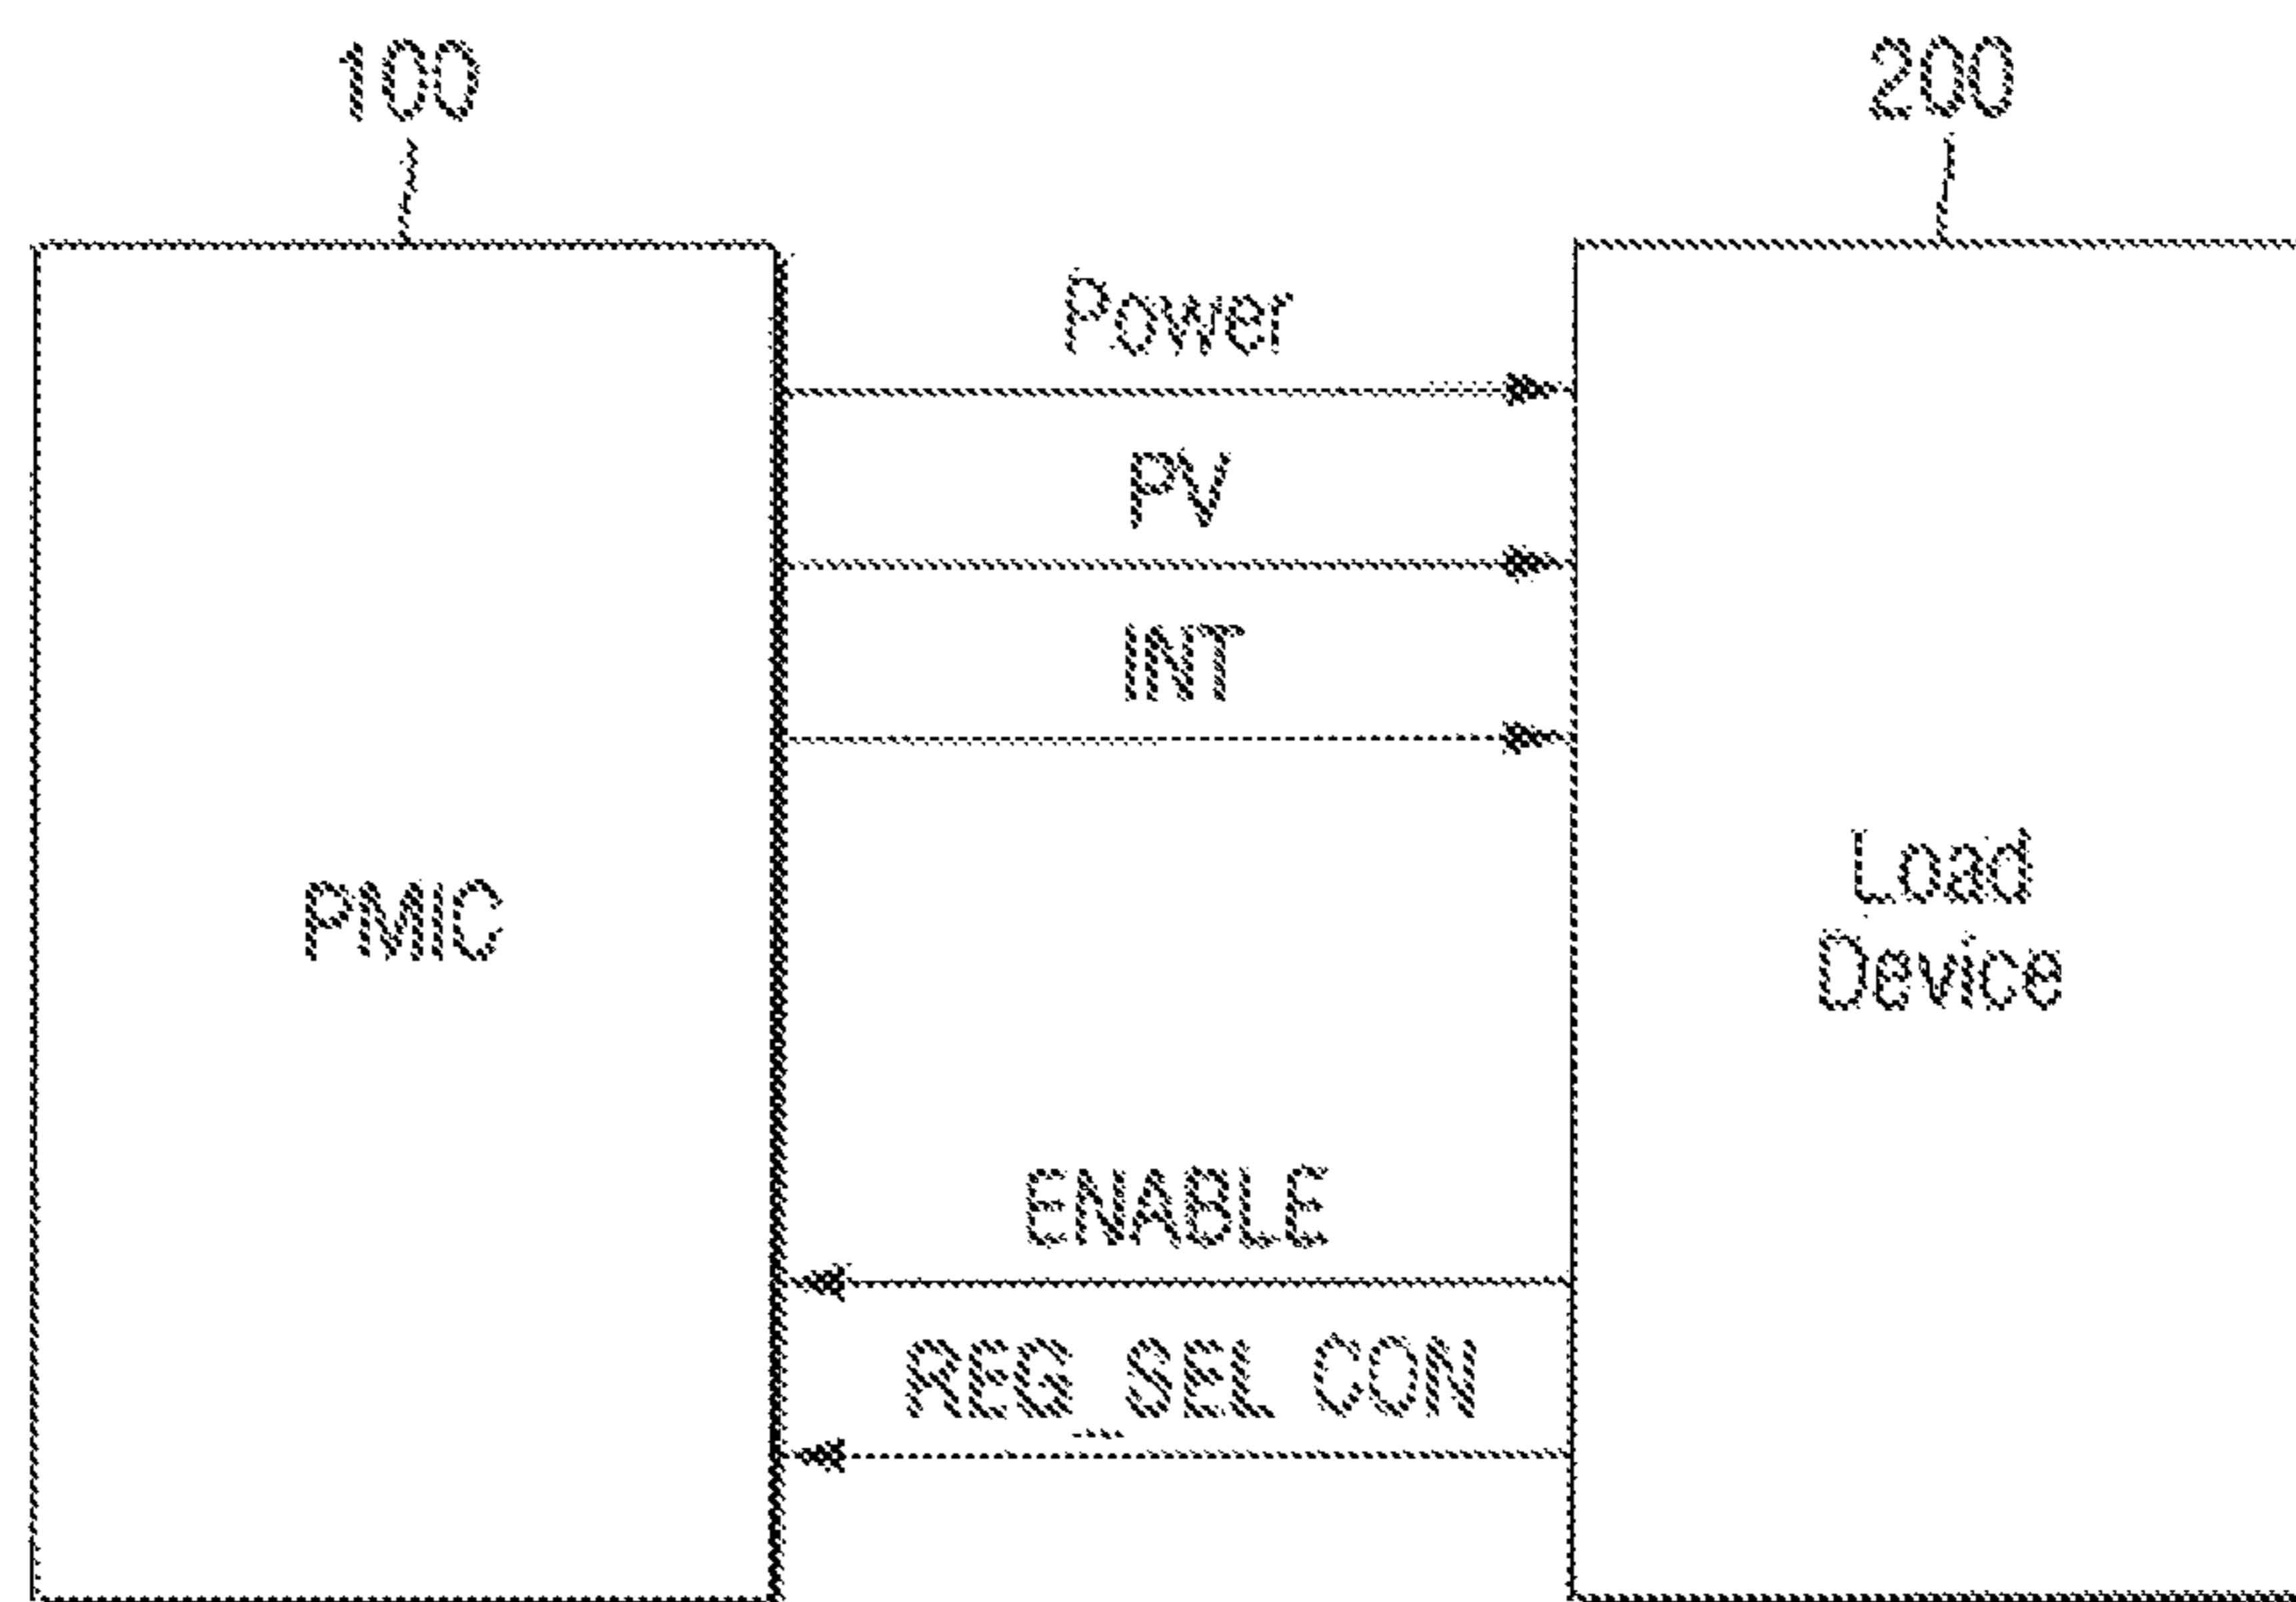 100
200
Power
PV
INT
PMIC
Load
Device
ENABLE
REG_SEL CON